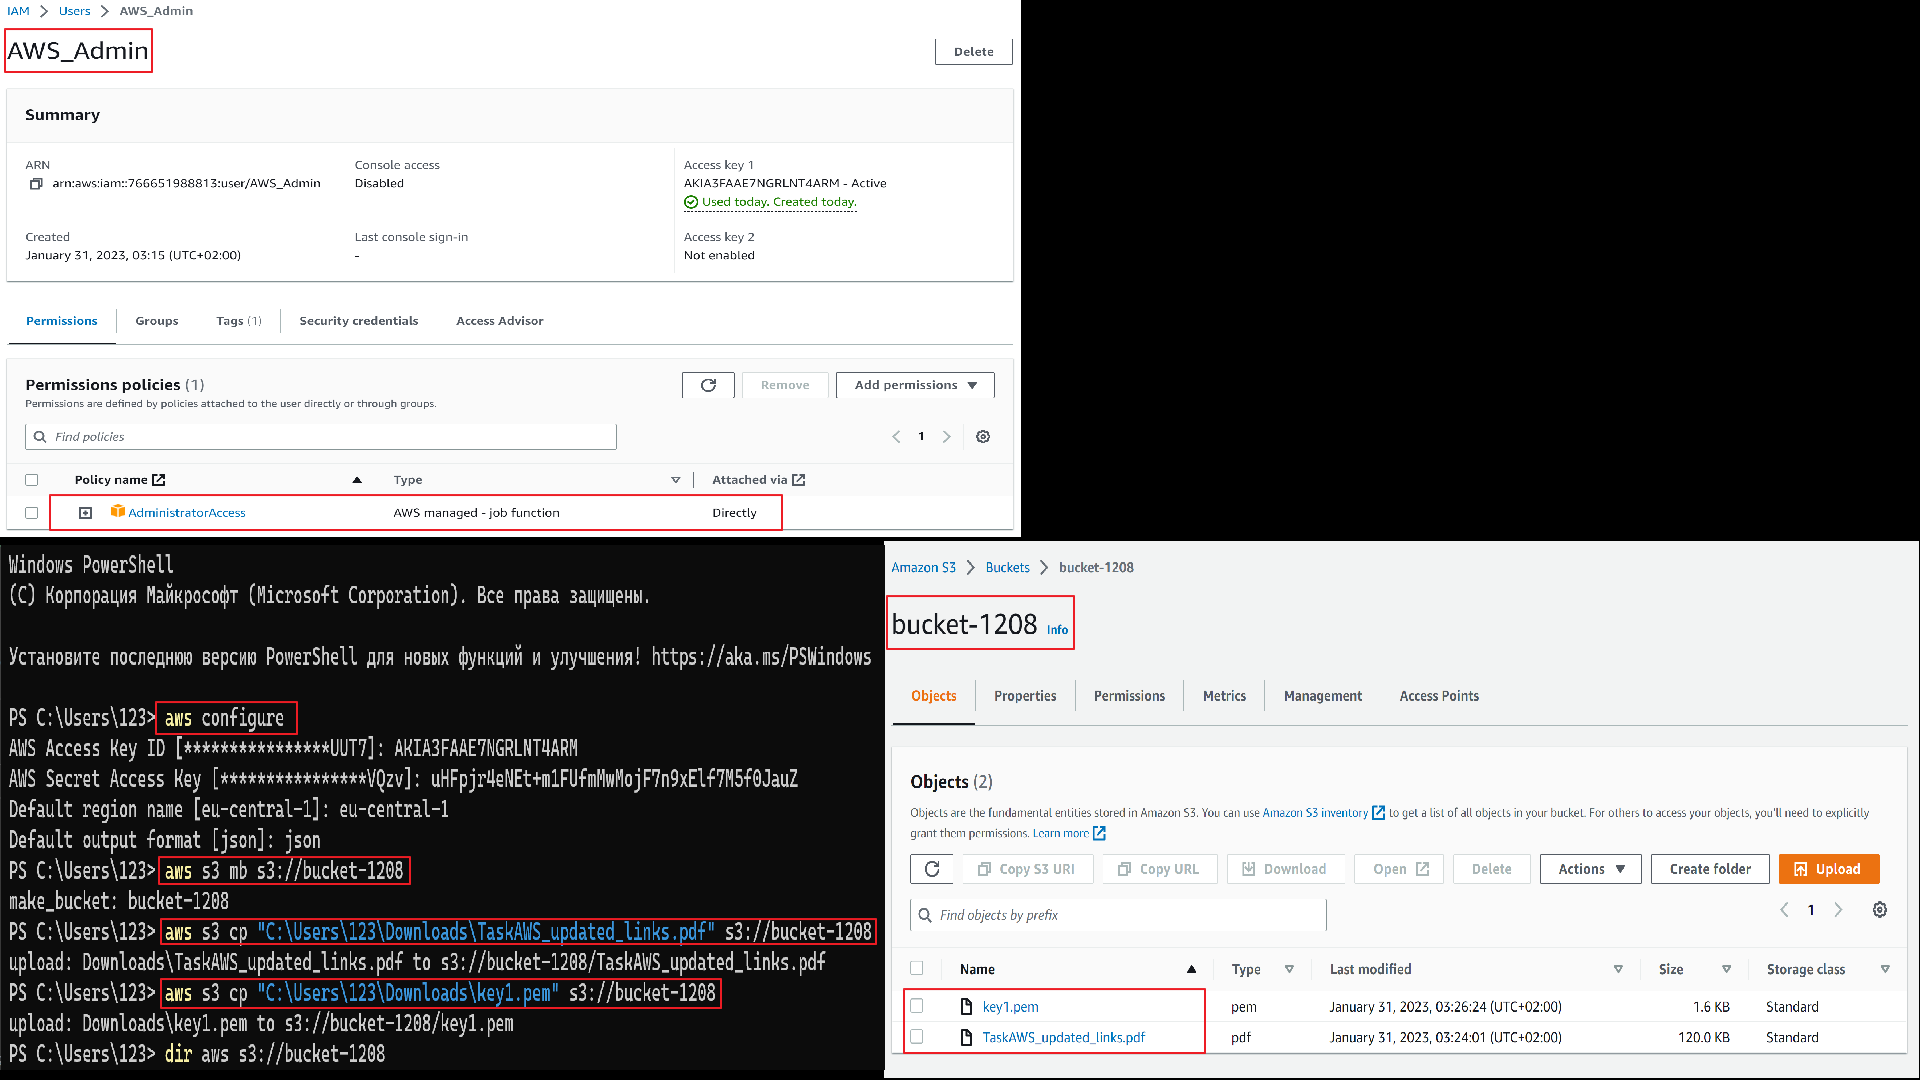 IAM > Users > AWS_Admin
AWS_Admin
Delete
Summary
ARN
arn:aws:iam::766651988813:user/AWS_Admin
Console access
Disabled
Access key 1
AKIA3FAAE7NGRLNT4ARM - Active
Used today. Created today.
Created
January 31, 2023, 03:15 (UTC+02:00)
Last console sign-in
-
Access key 2
Not enabled
Permissions Groups Tags (1) Security credentials Access Advisor
Permissions policies (1)
Permissions are defined by policies attached to the user directly or through groups.
Remove Add permissions
Find policies
1
Policy name Type Attached via
AdministratorAccess AWS managed - job function Directly
Windows PowerShell
(C) Корпорация Майкрософт (Microsoft Corporation). Все права защищены.
Установите последнюю версию PowerShell для новых функций и улучшения! https://aka.ms/PSWindows
PS C:\Users\123> aws configure
AWS Access Key ID [****************UUT7]: AKIA3FAAE7NGRLNT4ARM
AWS Secret Access Key [****************VQzv]: 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
Default region name [eu-central-1]: eu-central-1
Default output format [json]: json
PS C:\Users\123> aws s3 mb s3://bucket-1208
make_bucket: bucket-1208
PS C:\Users\123> aws s3 cp "C:\Users\123\Downloads\TaskAWS_updated_links.pdf" s3://bucket-1208
upload: Downloads\TaskAWS_updated_links.pdf to s3://bucket-1208/TaskAWS_updated_links.pdf
PS C:\Users\123> aws s3 cp "C:\Users\123\Downloads\key1.pem" s3://bucket-1208
upload: Downloads\key1.pem to s3://bucket-1208/key1.pem
PS C:\Users\123> dir aws s3://bucket-1208
Amazon S3 > Buckets > bucket-1208
bucket-1208 Info
Objects Properties Permissions Metrics Management Access Points
Objects (2)
Objects are the fundamental entities stored in Amazon S3. You can use Amazon S3 inventory to get a list of all objects in your bucket. For others to access your objects, you'll need to explicitly
grant them permissions. Learn more
Copy S3 URI Copy URL Download Open Delete Actions Create folder Upload
Find objects by prefix
1
Name Type Last modified Size Storage class
key1.pem pem January 31, 2023, 03:26:24 (UTC+02:00) 1.6 KB Standard
TaskAWS_updated_links.pdf pdf January 31, 2023, 03:24:01 (UTC+02:00) 120.0 KB Standard